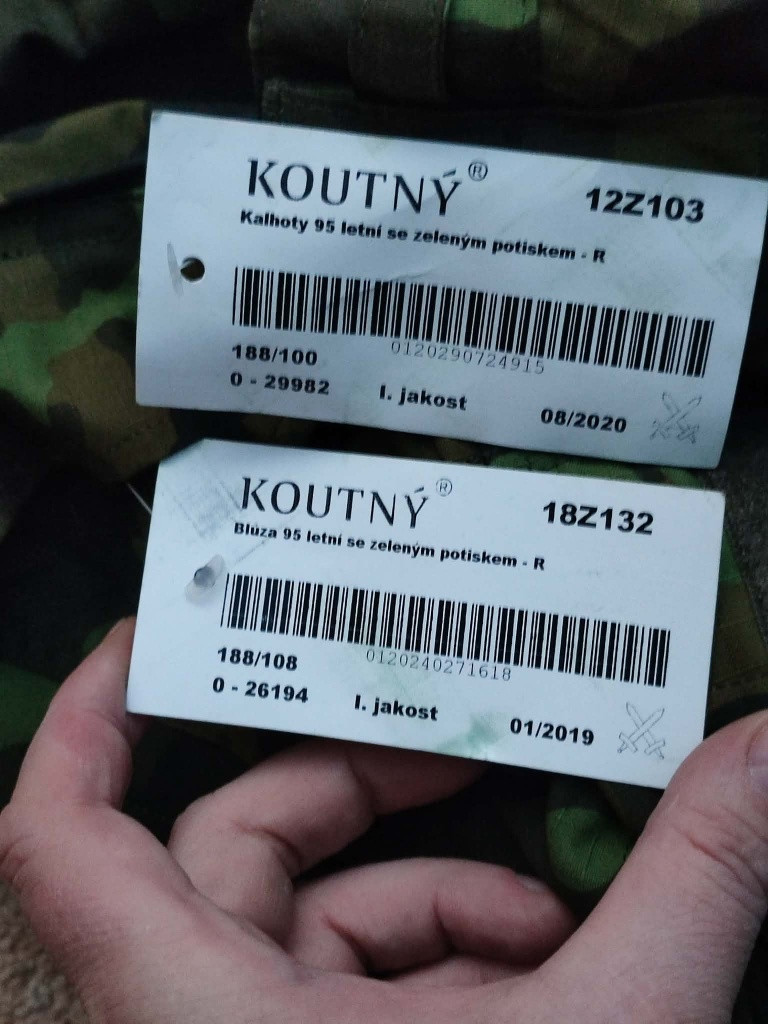 KOUTNÝ®
12Z103
Kalhoty 95 letní se zeleným potiskem - R
0120290724915
188/100
0 - 29982
I. jakost
08/2020
KOUTNÝ®
18Z132
Blůza 95 letní se zeleným potiskem - R
0120240271618
188/108
0 - 26194
I. jakost
01/2019